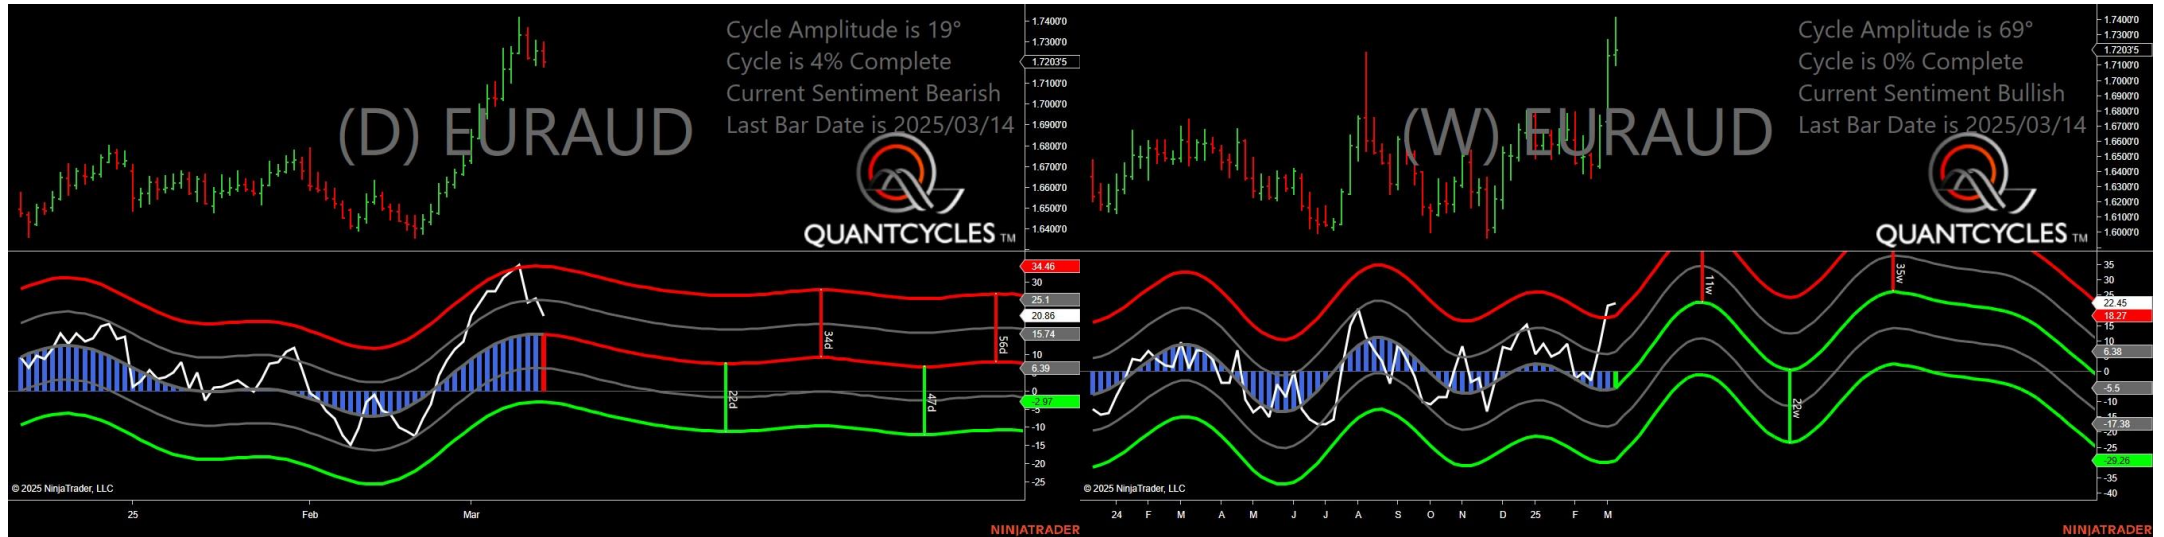 Cycle Amplitude is 19°
Cycle is 4% Complete
Current Sentiment Bearish
Last Bar Date is 2025/03/14
(D) EURAUD
QUANTCYCLES TM
1.7400'0
1.7300'0
1.7203'5
1.7100'0
1.7000'0
1.6900'0
1.6800'0
1.6700'0
1.6600'0
1.6500'0
1.6400'0
34.46
30
25.1
20.86
15.74
10
6.39
0
-2.97
-5
-10
-15
-20
-25
22d
34d
47d
56d
© 2025 NinjaTrader, LLC
25
Feb
Mar
NINJATRADER
Cycle Amplitude is 69°
Cycle is 0% Complete
Current Sentiment Bullish
Last Bar Date is 2025/03/14
(W) EURAUD
QUANTCYCLES TM
1.7400'0
1.7300'0
1.7203'5
1.7100'0
1.7000'0
1.6900'0
1.6800'0
1.6700'0
1.6600'0
1.6500'0
1.6400'0
1.6300'0
1.6200'0
1.6100'0
1.6000'0
35
30
25
22.45
18.27
15
10
6.38
0
-5.5
-10
-15
-17.38
-20
-25
-29.26
-35
-40
11w
22w
35w
© 2025 NinjaTrader, LLC
24
F
M
A
M
J
J
A
S
O
N
D
25
F
M
NINJATRADER